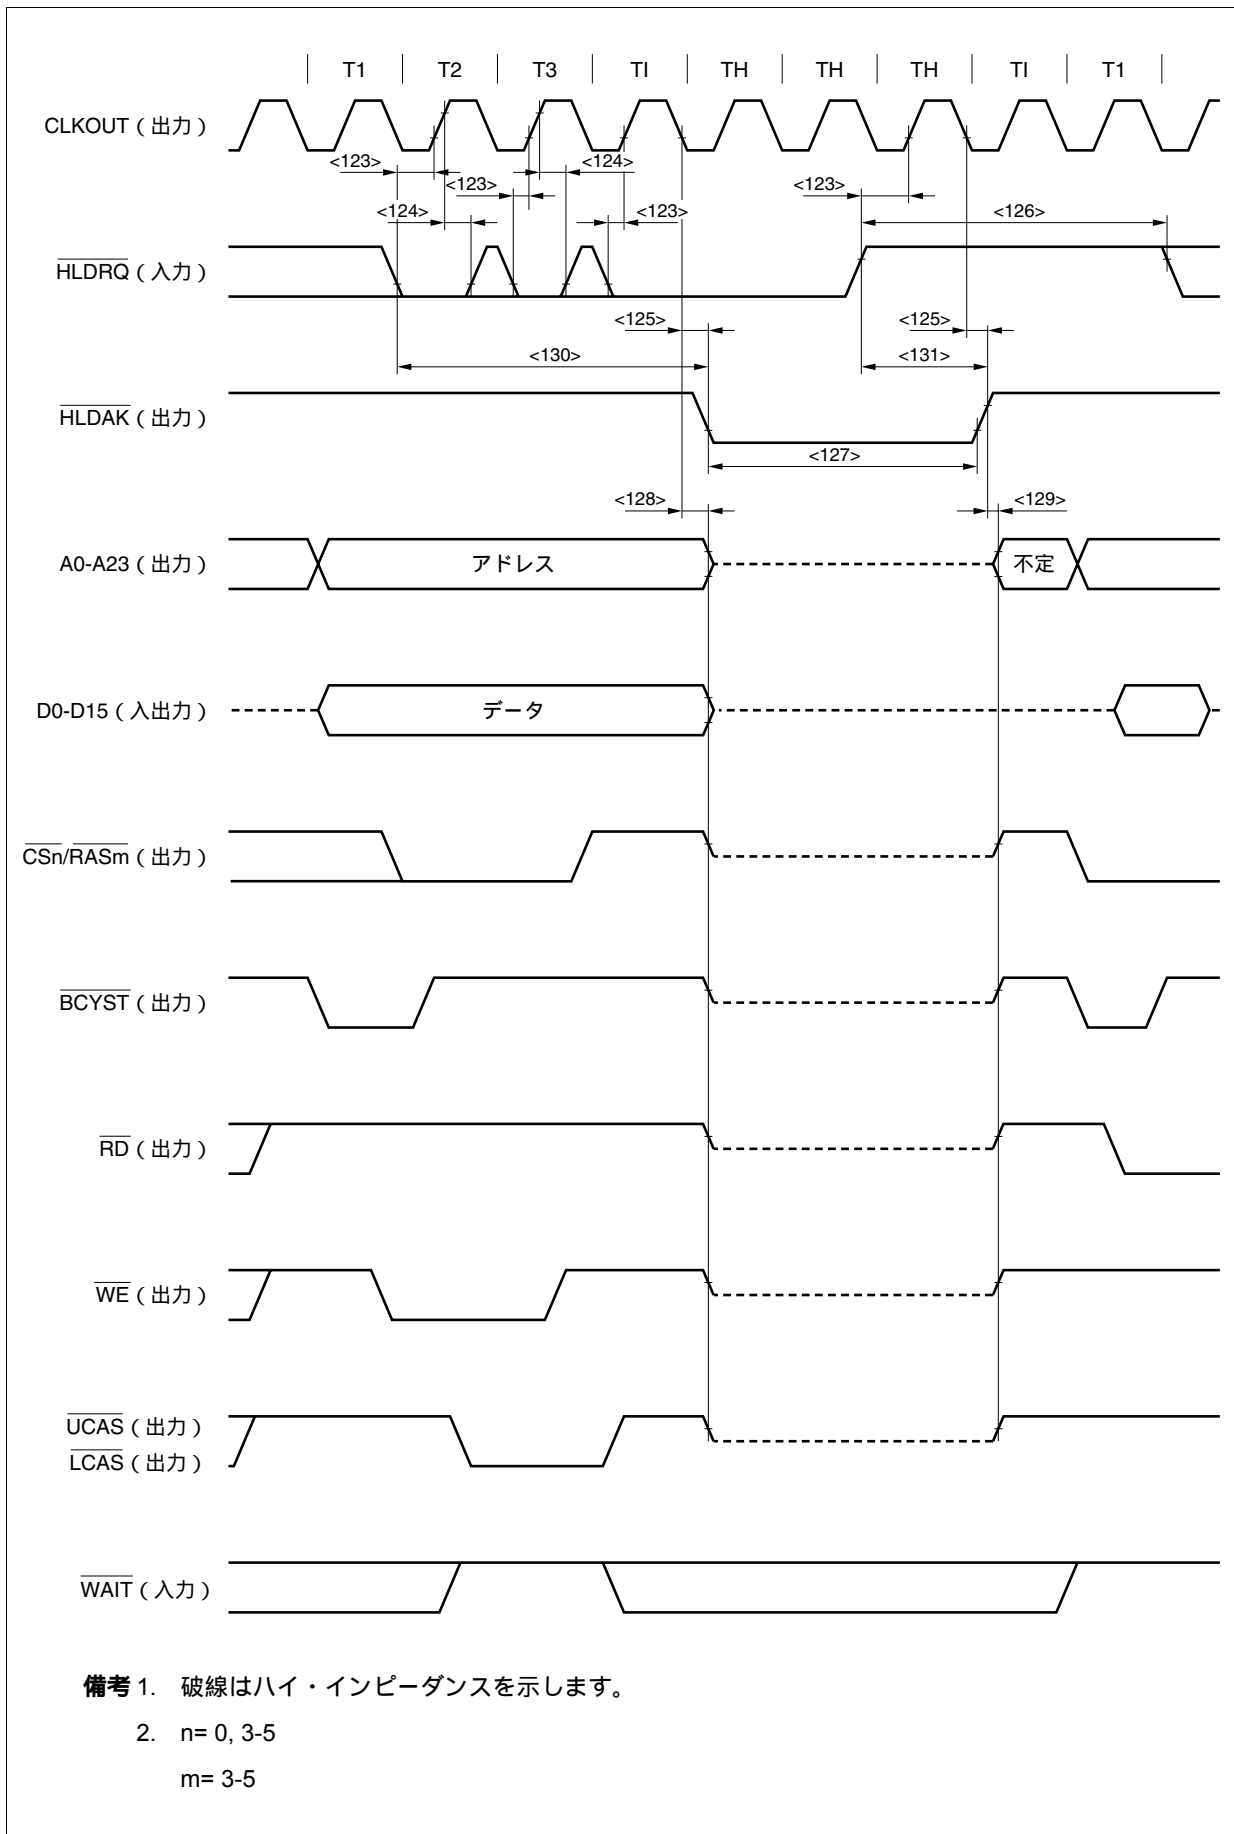 T1 T2 T3 TI TH TH TH TI T1
CLKOUT（出力）
<123> <124> <123>
<123>
<124> <123> <126>
HLDRQ（入力）
<125> <125>
<130> <131>
HLDAK（出力）
<127>
<128> <129>
A0-A23（出力） アドレス 不定
D0-D15（入出力） データ
CSn/RASm（出力）
BCYST（出力）
RD（出力）
WE（出力）
UCAS（出力）
LCAS（出力）
WAIT（入力）
備考 1. 破線はハイ・インピーダンスを示します。
2. n= 0, 3-5
m= 3-5